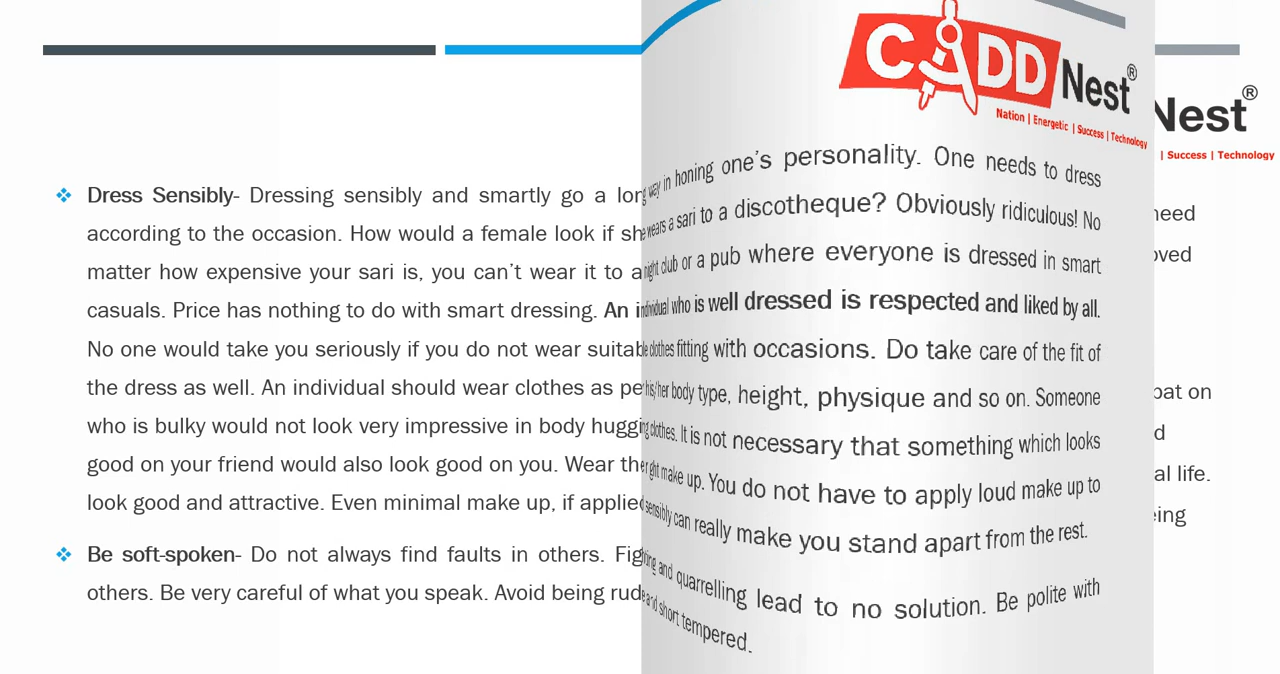 CADD Nest®
Nation | Energetic | Success | Technology
Nest®
| Success | Technology
❖ Dress Sensibly- Dressing sensibly and smartly go a long way in honing one's personality. One needs to dress
according to the occasion. How would a female look if she wears a sari to a discotheque? Obviously ridiculous! No
matter how expensive your sari is, you can't wear it to a night club or a pub where everyone is dressed in smart
casuals. Price has nothing to do with smart dressing. An individual who is well dressed is respected and liked by all.
No one would take you seriously if you do not wear suitable clothes fitting with occasions. Do take care of the fit of
the dress as well. An individual should wear clothes as per his/her body type, height, physique and so on. Someone
who is bulky would not look very impressive in body hugging clothes. It is not necessary that something which looks
good on your friend would also look good on you. Wear the right make up. You do not have to apply loud make up to
look good and attractive. Even minimal make up, if applied sensibly can really make you stand apart from the rest.
❖ Be soft-spoken- Do not always find faults in others. Fighting and quarrelling lead to no solution. Be polite with
others. Be very careful of what you speak. Avoid being rude and short tempered.
need
al life.